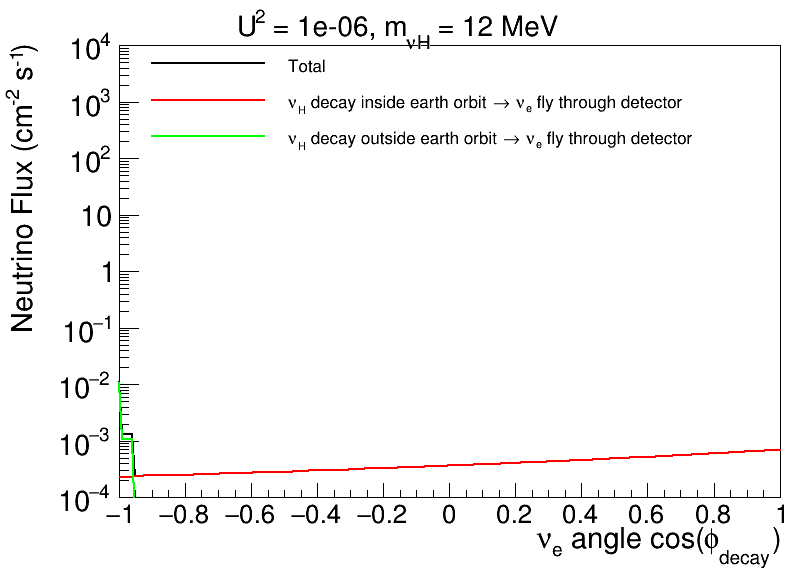 U² = 1e-06, m_νH = 12 MeV
Neutrino Flux (cm⁻² s⁻¹)
Total
ν_H decay inside earth orbit → ν_e fly through detector
ν_H decay outside earth orbit → ν_e fly through detector
10⁴
10³
10²
10
1
10⁻¹
10⁻²
10⁻³
10⁻⁴
−1 −0.8 −0.6 −0.4 −0.2 0 0.2 0.4 0.6 0.8 1
ν_e angle cos(ϕ_decay)